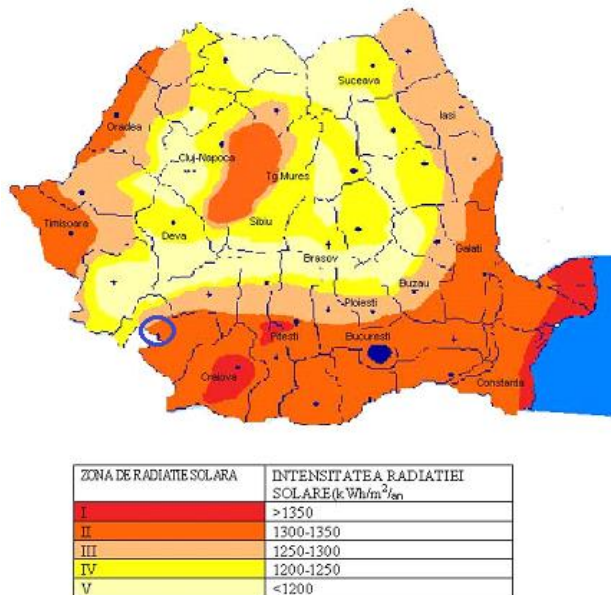 Suceava
Iasi
Oradea
Cluj-Napoca
Tg.Mures
Timisoara
Deva
Sibiu
Brasov
Galati
Buzau
Ploiesti
Pitesti
Bucuresti
Craiova
Constanta
ZONA DE RADIATIE SOLARA
INTENSITATEA RADIATIEI
SOLARE(kWh/m²/an
I
>1350
II
1300-1350
III
1250-1300
IV
1200-1250
V
<1200